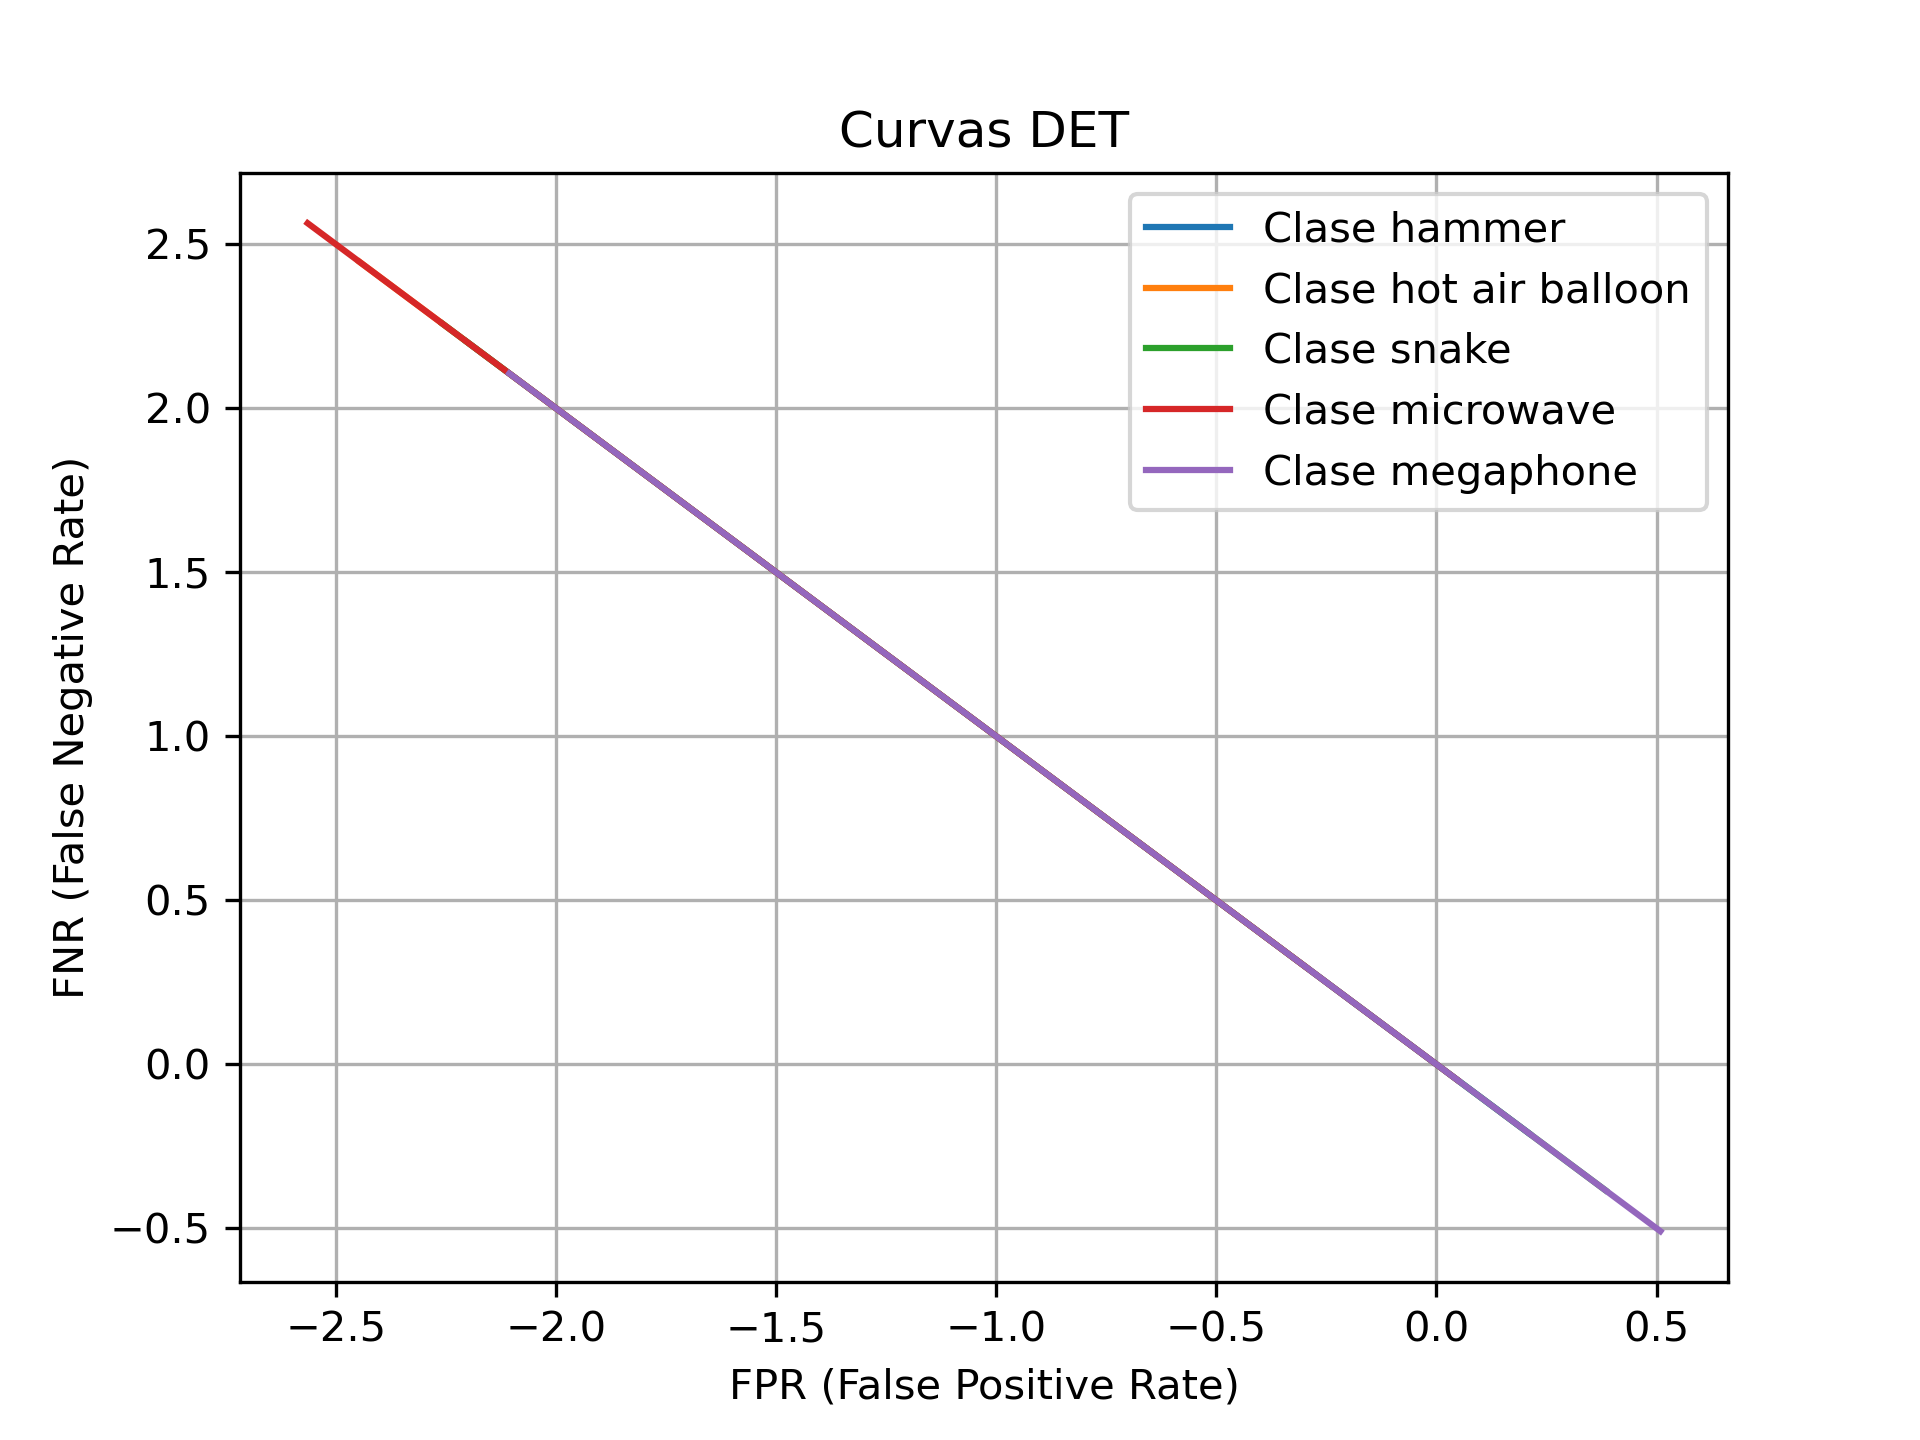 Curvas DET
Clase hammer
Clase hot air balloon
Clase snake
Clase microwave
Clase megaphone
FNR (False Negative Rate)
2.5
2.0
1.5
1.0
0.5
0.0
−0.5
−2.5 −2.0 −1.5 −1.0 −0.5 0.0 0.5
FPR (False Positive Rate)